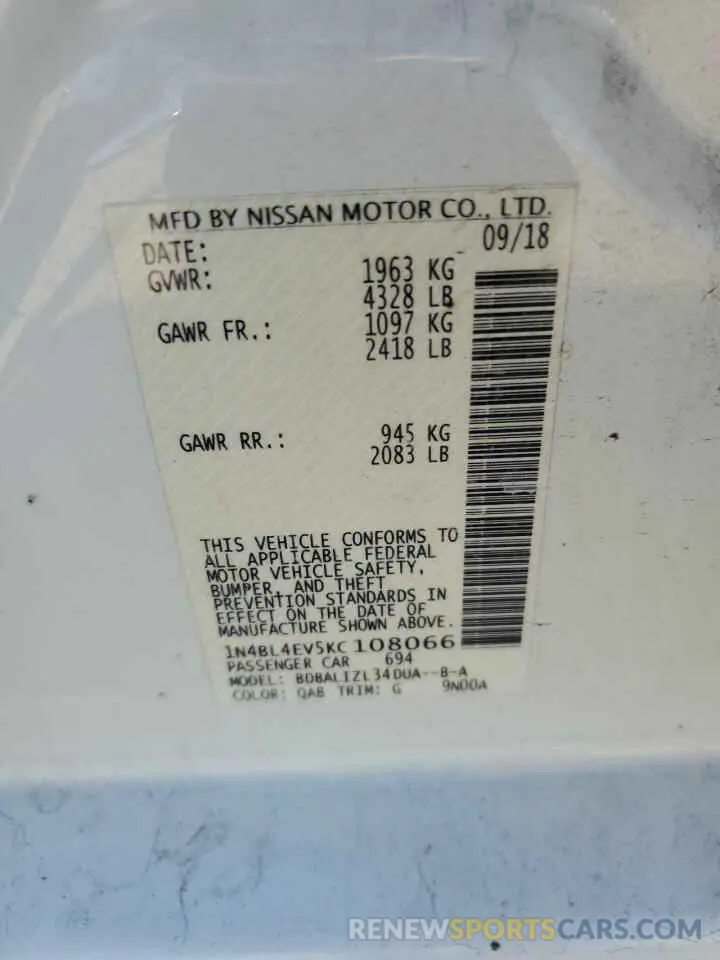 MFD BY NISSAN MOTOR CO., LTD.
DATE: 09/18
GVWR: 1963 KG
4328 LB
GAWR FR.: 1097 KG
2418 LB
GAWR RR.: 945 KG
2083 LB
THIS VEHICLE CONFORMS TO
ALL APPLICABLE FEDERAL
MOTOR VEHICLE SAFETY,
BUMPER, AND THEFT
PREVENTION STANDARDS IN
EFFECT ON THE DATE OF
MANUFACTURE SHOWN ABOVE.
1N4BL4EV5KC108066
PASSENGER CAR 694
MODEL: BDBALIZL34DUA--B-A
COLOR: QAB TRIM: G 9N00A
RENEWSPORTSCARS.COM